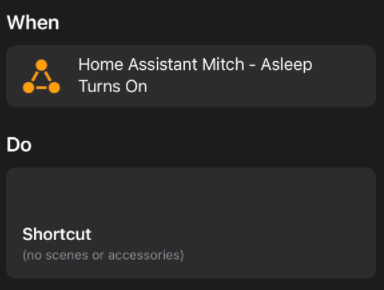 When
Home Assistant Mitch - Asleep
Turns On
Do
Shortcut
(no scenes or accessories)